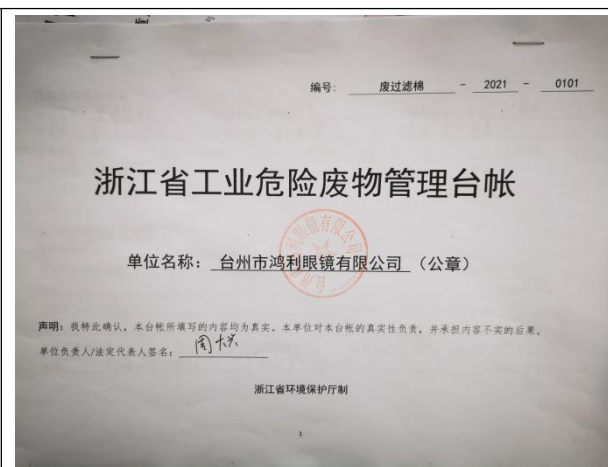 编号： 废过滤棉 - 2021 - 0101
浙江省工业危险废物管理台帐
单位名称： 台州市鸿利眼镜有限公司 （公章）
声明：我特此确认，本台帐所填写的内容均为真实。本单位对本台帐的真实性负责，并承担内容不实的后果。
单位负责人/法定代表人签名：
浙江省环境保护厅制
1